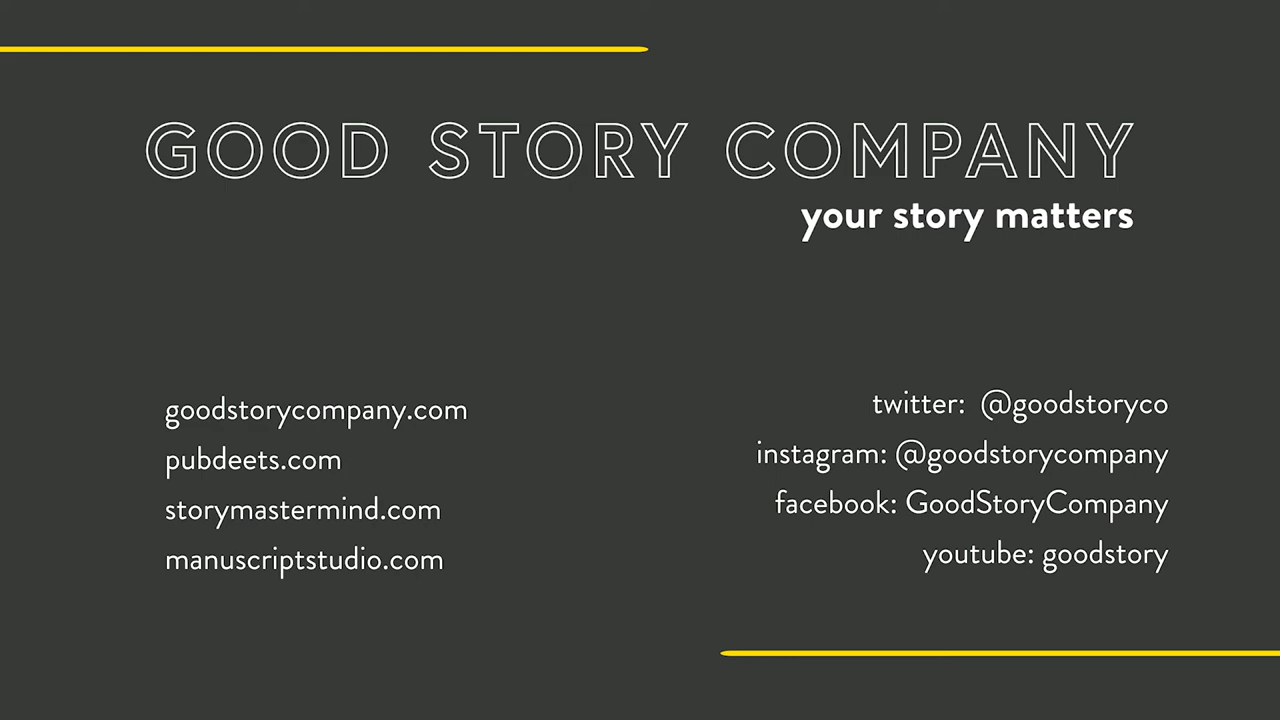 GOOD STORY COMPANY
your story matters
goodstorycompany.com
pubdeets.com
storymastermind.com
manuscriptstudio.com
twitter: @goodstoryco
instagram: @goodstorycompany
facebook: GoodStoryCompany
youtube: goodstory